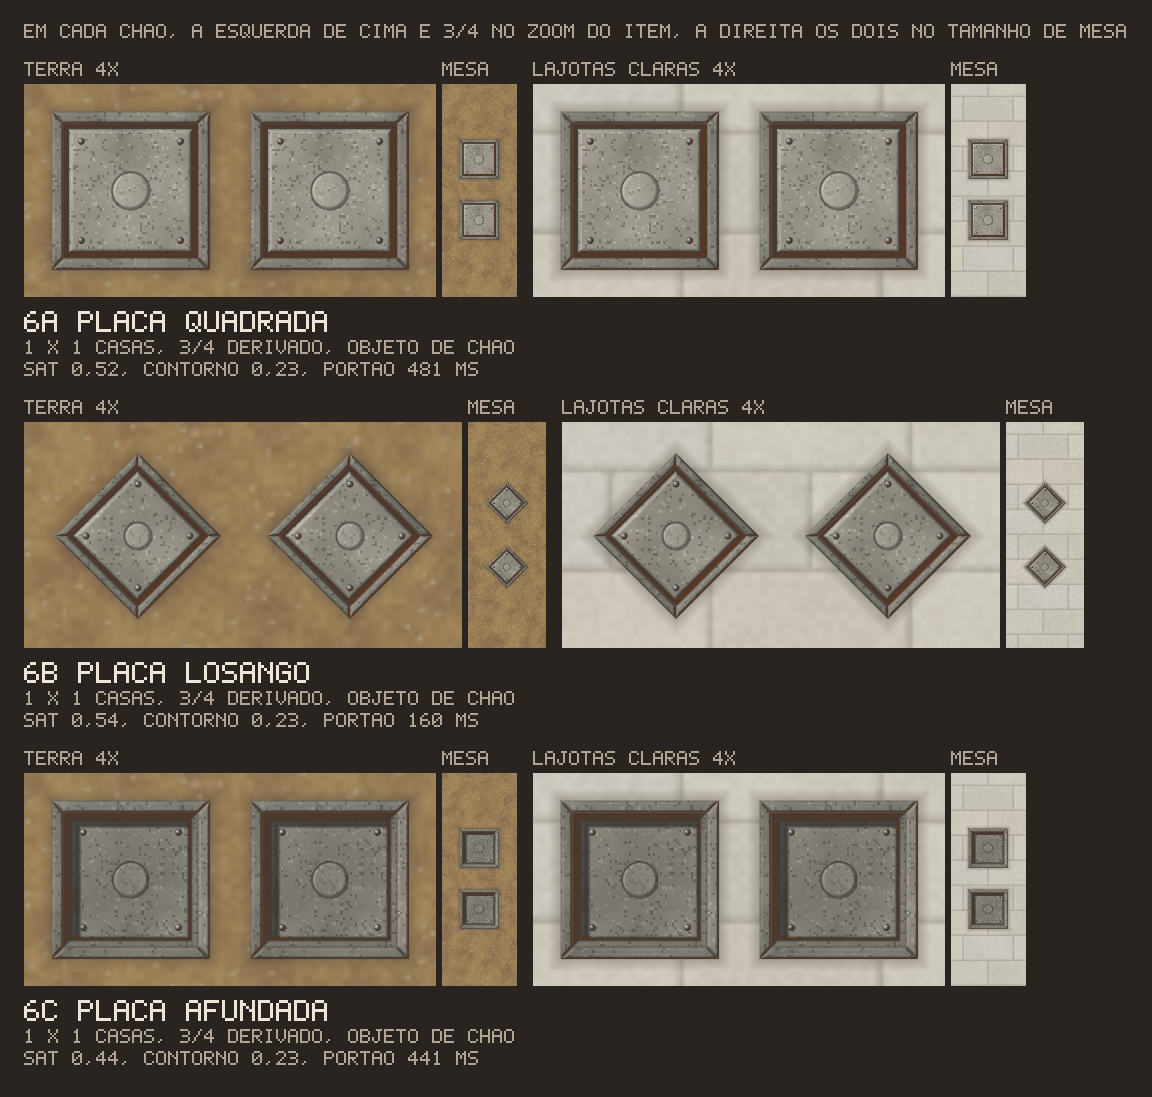 EM CADA CHAO, A ESQUERDA DE CIMA E 3/4 NO ZOOM DO ITEM, A DIREITA OS DOIS NO TAMANHO DE MESA
TERRA 4X MESA LAJOTAS CLARAS 4X MESA
6A PLACA QUADRADA
1 X 1 CASAS, 3/4 DERIVADO, OBJETO DE CHAO
SAT 0,52, CONTORNO 0,23, PORTAO 481 MS
TERRA 4X MESA LAJOTAS CLARAS 4X MESA
6B PLACA LOSANGO
1 X 1 CASAS, 3/4 DERIVADO, OBJETO DE CHAO
SAT 0,54, CONTORNO 0,23, PORTAO 160 MS
TERRA 4X MESA LAJOTAS CLARAS 4X MESA
6C PLACA AFUNDADA
1 X 1 CASAS, 3/4 DERIVADO, OBJETO DE CHAO
SAT 0,44, CONTORNO 0,23, PORTAO 441 MS